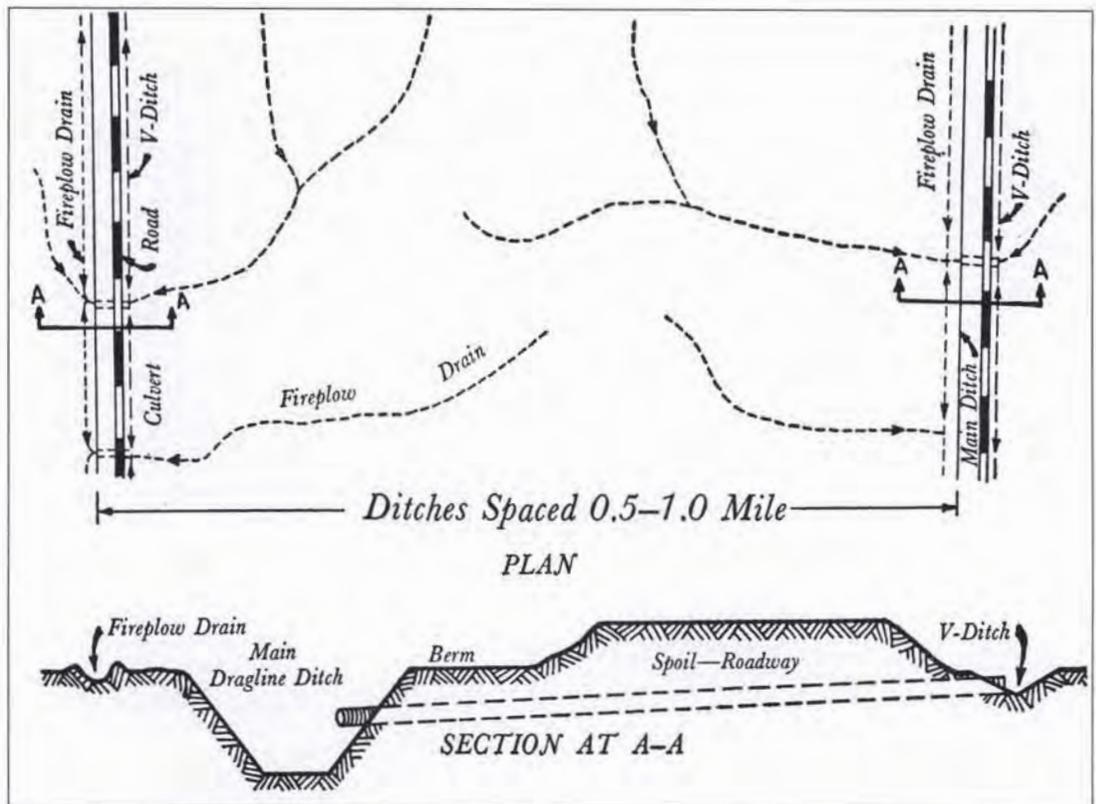 Fireplow Drain
V-Ditch
Road
A
A
Culvert
Fireplow
Drain
Fireplow Drain
V-Ditch
A
A
Main Ditch
Ditches Spaced 0.5–1.0 Mile
PLAN
Fireplow Drain
Main
Dragline Ditch
Berm
Spoil—Roadway
V-Ditch
SECTION AT A–A